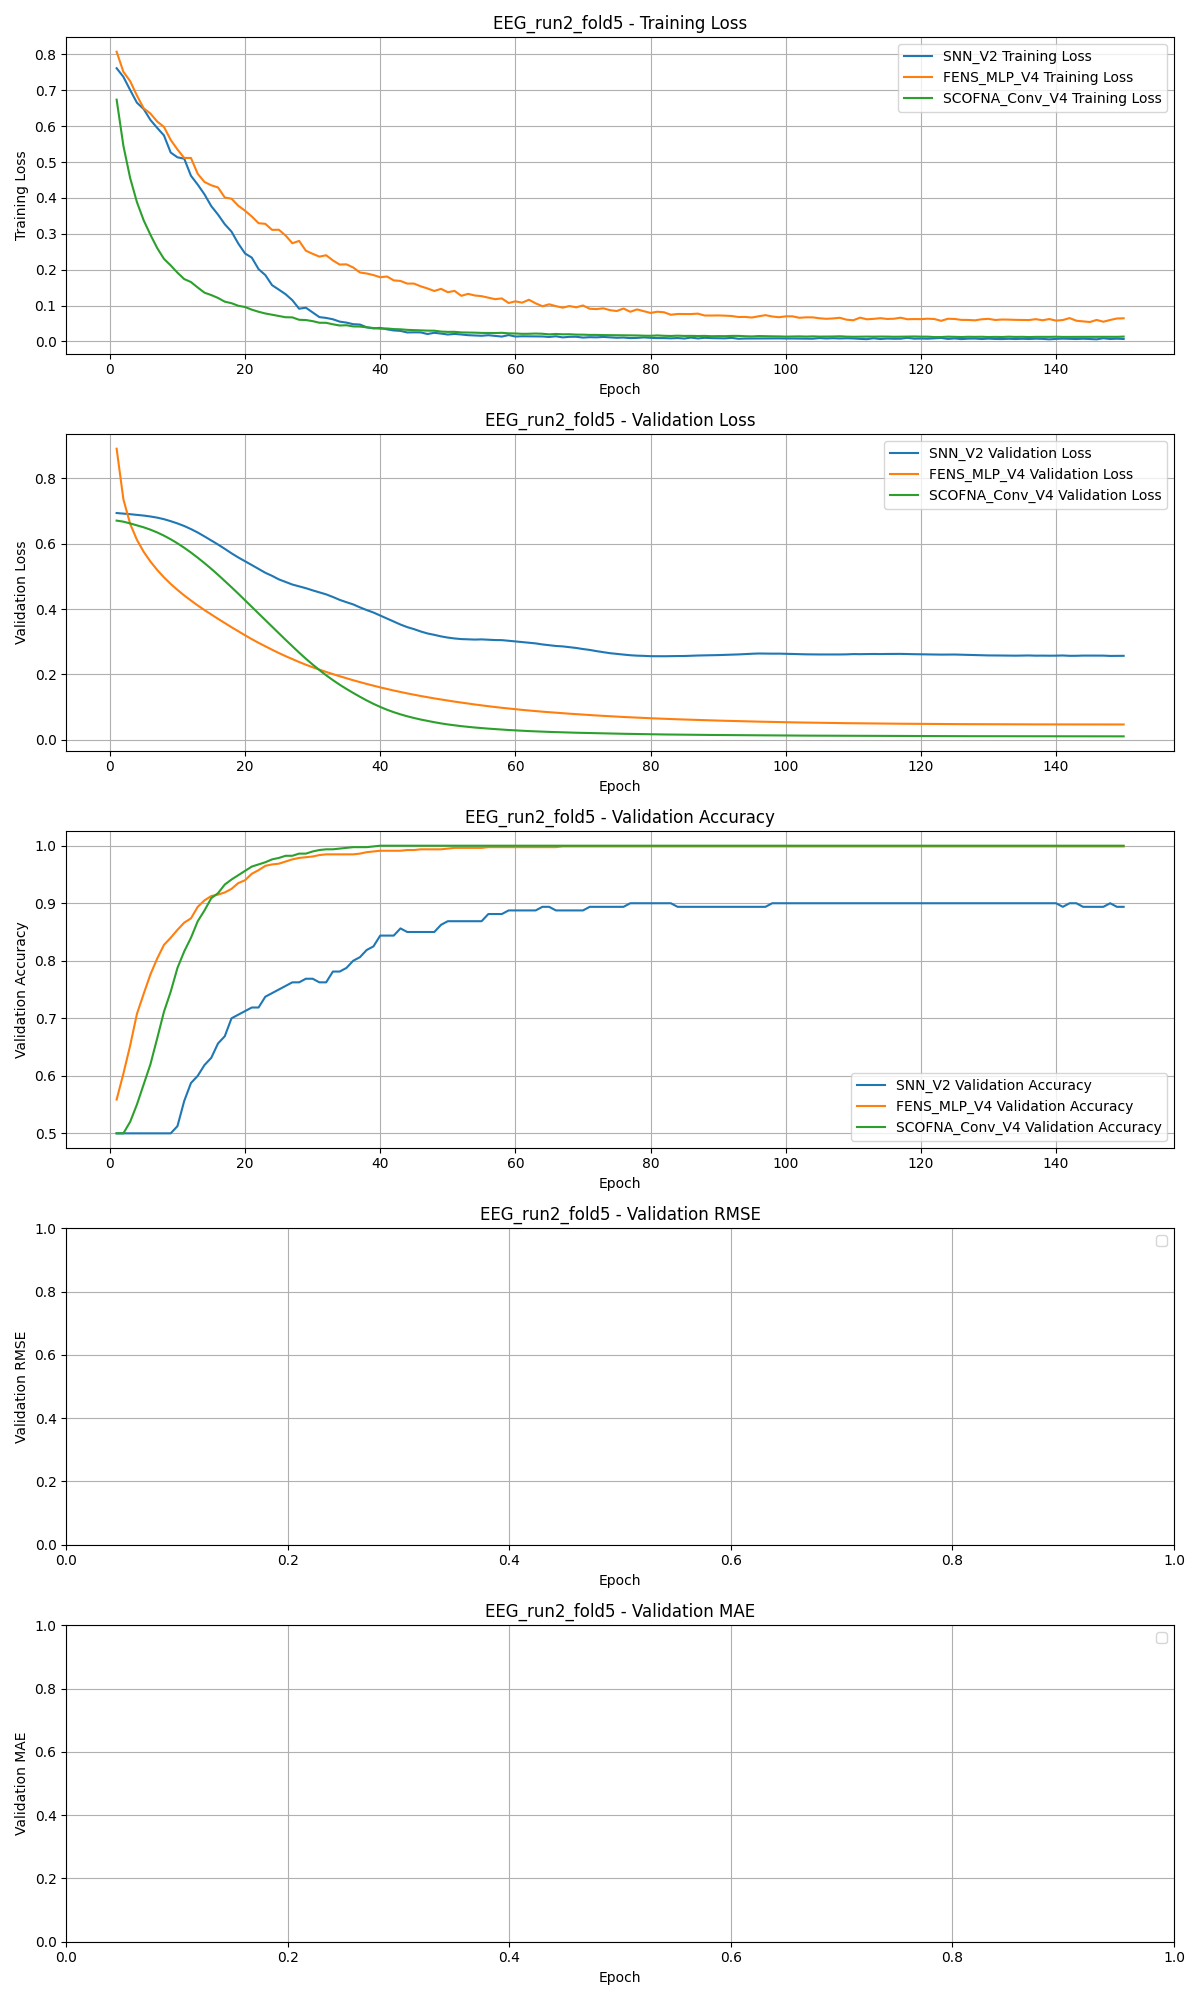 EEG_run2_fold5 - Training Loss
SNN_V2 Training Loss
FENS_MLP_V4 Training Loss
SCOFNA_Conv_V4 Training Loss
Training Loss
0.8
0.7
0.6
0.5
0.4
0.3
0.2
0.1
0.0
0 20 40 60 80 100 120 140
Epoch
EEG_run2_fold5 - Validation Loss
SNN_V2 Validation Loss
FENS_MLP_V4 Validation Loss
SCOFNA_Conv_V4 Validation Loss
Validation Loss
0.8
0.6
0.4
0.2
0.0
0 20 40 60 80 100 120 140
Epoch
EEG_run2_fold5 - Validation Accuracy
Validation Accuracy
1.0
0.9
0.8
0.7
0.6
0.5
SNN_V2 Validation Accuracy
FENS_MLP_V4 Validation Accuracy
SCOFNA_Conv_V4 Validation Accuracy
0 20 40 60 80 100 120 140
Epoch
EEG_run2_fold5 - Validation RMSE
Validation RMSE
1.0
0.8
0.6
0.4
0.2
0.0
0.0 0.2 0.4 0.6 0.8 1.0
Epoch
EEG_run2_fold5 - Validation MAE
Validation MAE
1.0
0.8
0.6
0.4
0.2
0.0
0.0 0.2 0.4 0.6 0.8 1.0
Epoch